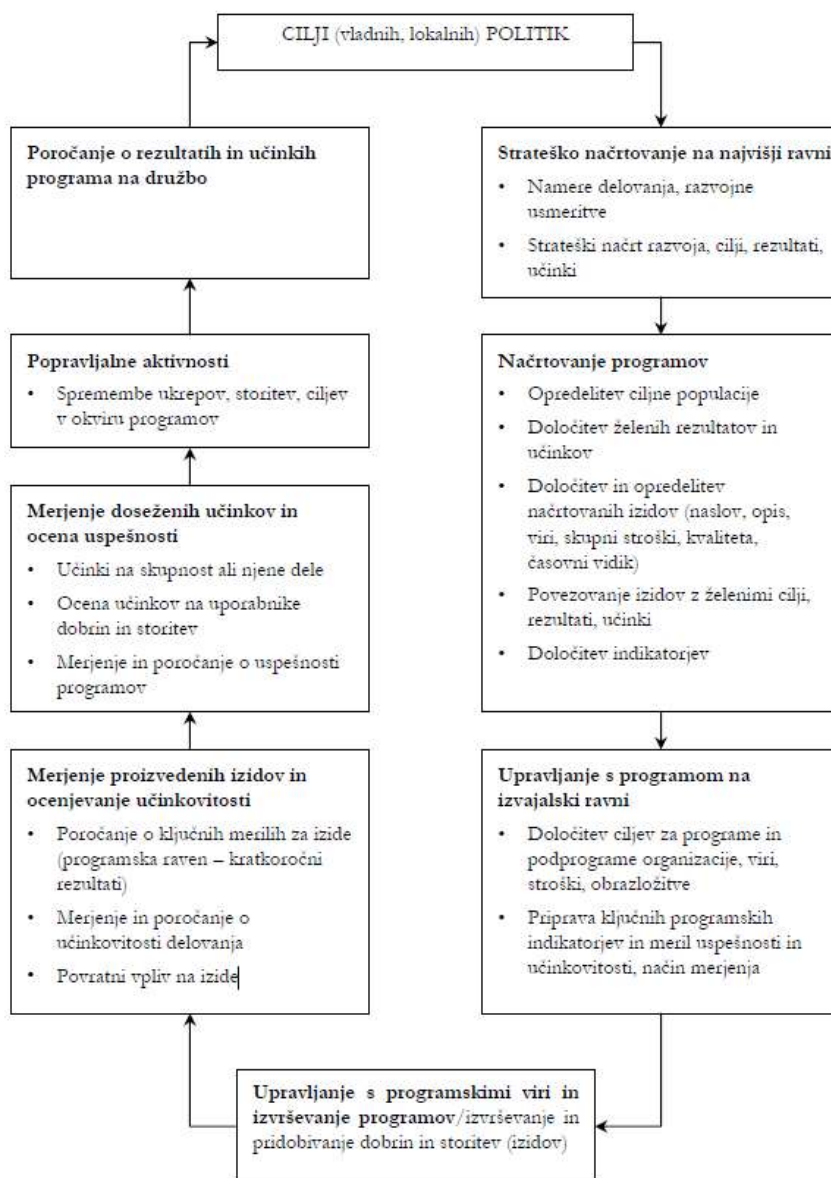 CILJI (vladnih, lokalnih) POLITIK
Poročanje o rezultatih in učinkih
programa na družbo
Popravljalne aktivnosti
• Spremembe ukrepov, storitev, ciljev
v okviru programov
Merjenje doseženih učinkov in
ocena uspešnosti
• Učinki na skupnost ali njene dele
• Ocena učinkov na uporabnike
dobrin in storitev
• Merjenje in poročanje o uspešnosti
programov
Merjenje proizvedenih izidov in
ocenjevanje učinkovitosti
• Poročanje o ključnih merilih za izide
(programska raven – kratkoročni
rezultati)
• Merjenje in poročanje o
učinkovitosti delovanja
• Povratni vpliv na izide
Strateško načrtovanje na najvišji ravni
• Namere delovanja, razvojne
usmeritve
• Strateški načrt razvoja, cilji, rezultati,
učinki
Načrtovanje programov
• Opredelitev ciljne populacije
• Določitev želenih rezultatov in
učinkov
• Določitev in opredelitev
načrtovanih izidov (naslov, opis,
viri, skupni stroški, kvaliteta,
časovni vidik)
• Povezovanje izidov z želenimi cilji,
rezultati, učinki
• Določitev indikatorjev
Upravljanje s programom na
izvajalski ravni
• Določitev ciljev za programe in
podprograme organizacije, viri,
stroški, obrazložitve
• Priprava ključnih programskih
indikatorjev in meril uspešnosti in
učinkovitosti, način merjenja
Upravljanje s programskimi viri in
izvrševanje programov/izvrševanje in
pridobivanje dobrin in storitev (izidov)